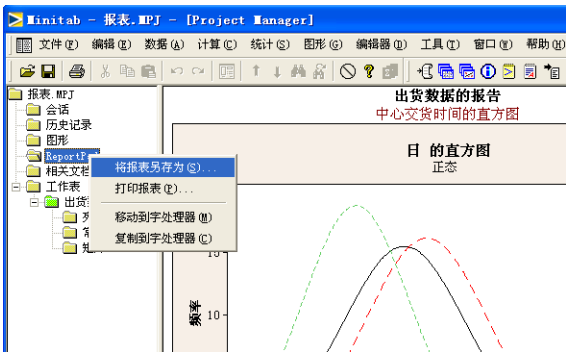 Minitab - 报表.MPJ - [Project Manager]
文件(F) 编辑(E) 数据(A) 计算(C) 统计(S) 图形(G) 编辑器(D) 工具(T) 窗口(W) 帮助(H)
报表.MPJ
会话
历史记录
图形
ReportP
相关文档
工作表
出货
将报表另存为(S)...
打印报表(P)...
移动到字处理器(M)
复制到字处理器(C)
出货数据的报告
中心交货时间的直方图
日 的直方图
正态
频率
15
10